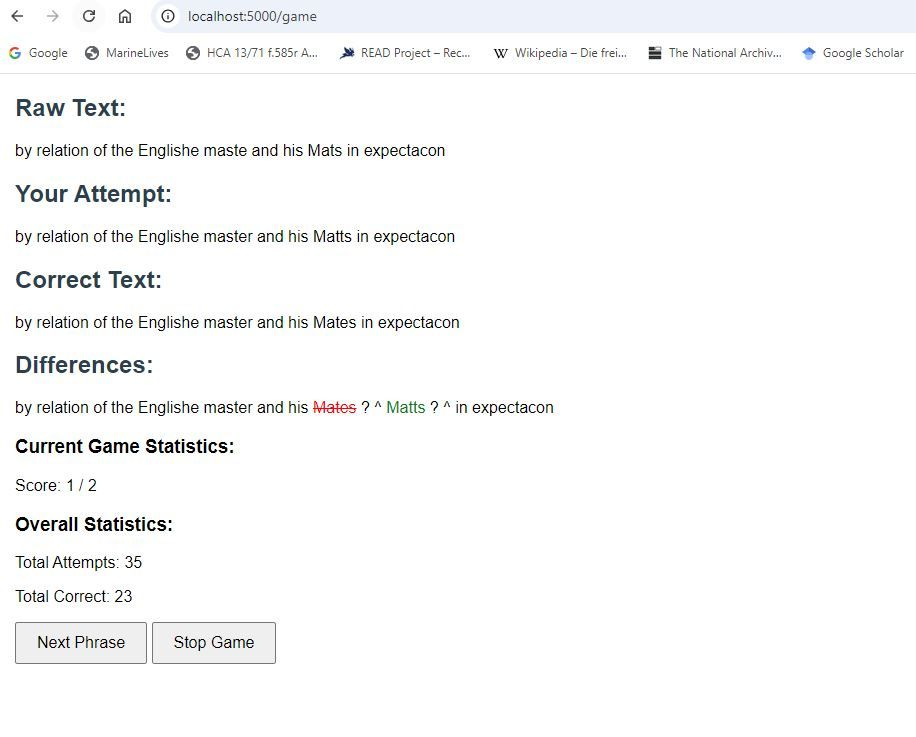 localhost:5000/game
Google MarineLives HCA 13/71 f.585r A... READ Project – Rec... Wikipedia – Die frei... The National Archiv... Google Scholar
Raw Text:
by relation of the Englishe maste and his Mats in expectacon
Your Attempt:
by relation of the Englishe master and his Matts in expectacon
Correct Text:
by relation of the Englishe master and his Mates in expectacon
Differences:
by relation of the Englishe master and his Mates ? ^ Matts ? ^ in expectacon
Current Game Statistics:
Score: 1 / 2
Overall Statistics:
Total Attempts: 35
Total Correct: 23
Next Phrase Stop Game